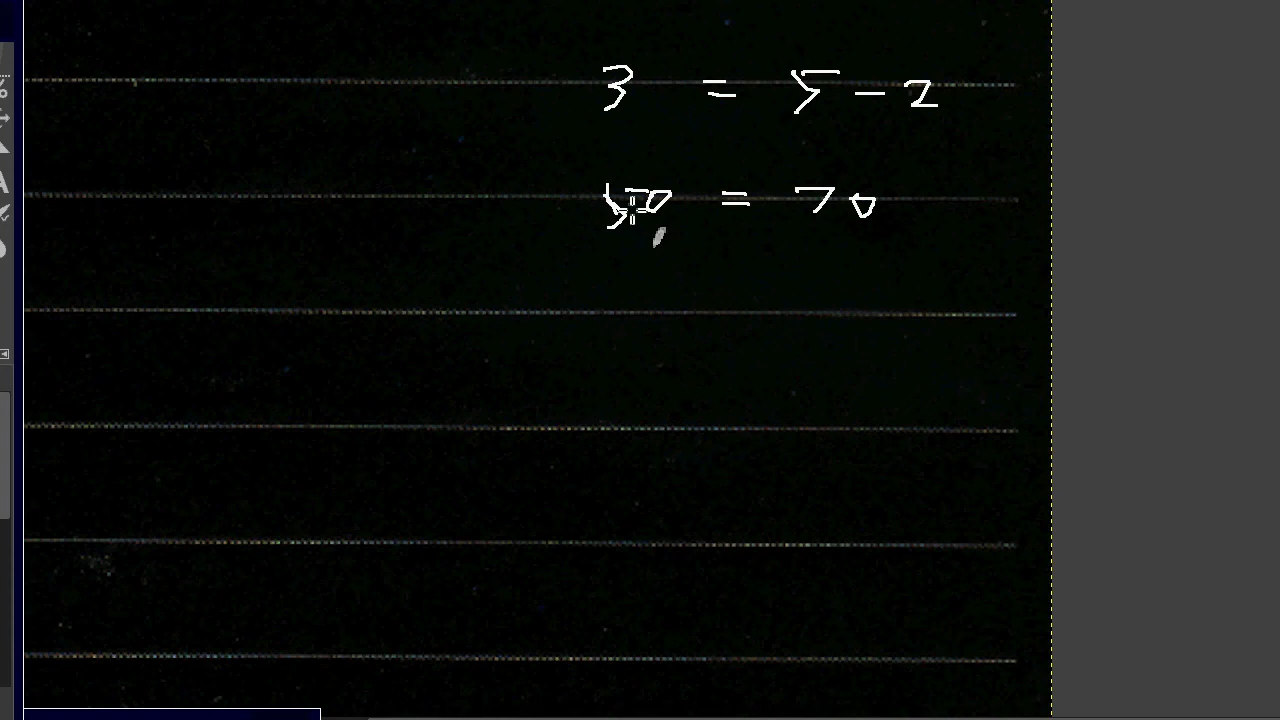 3 = 5 - 2
50 = 70